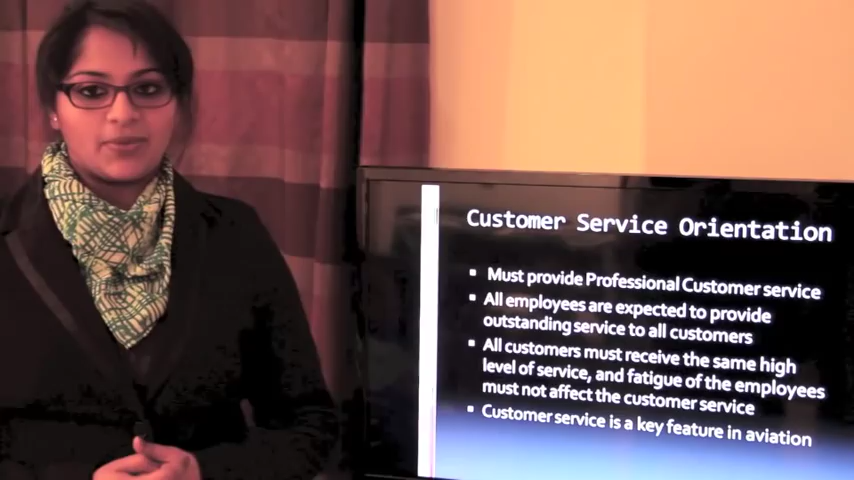 Customer Service Orientation
▪ Must provide Professional Customer service
▪ All employees are expected to provide
outstanding service to all customers
▪ All customers must receive the same high
level of service, and fatigue of the employees
must not affect the customer service
▪ Customer service is a key feature in aviation